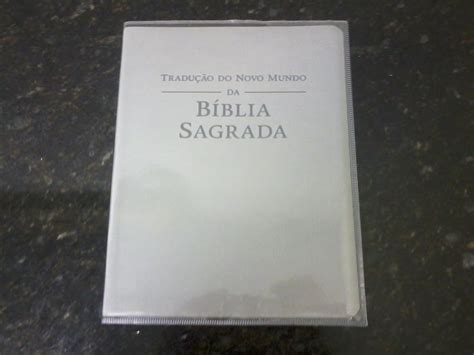 TRADUÇÃO DO NOVO MUNDO
DA
BÍBLIA
SAGRADA